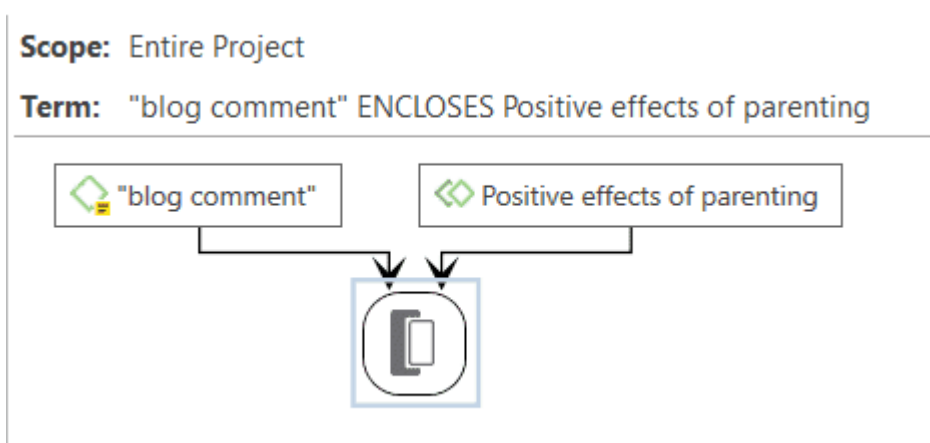 Scope: Entire Project
Term: "blog comment" ENCLOSES Positive effects of parenting
"blog comment"
Positive effects of parenting